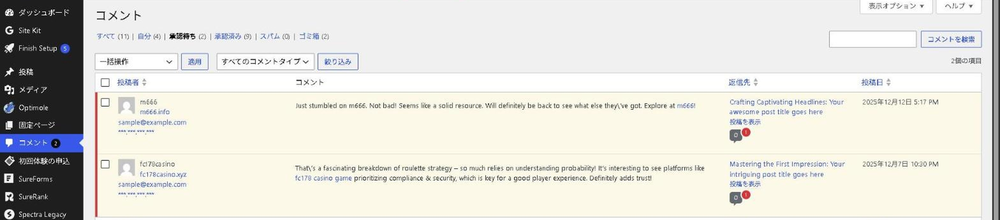 ダッシュボード
Site Kit
Finish Setup 5
投稿
メディア
Optimole
固定ページ
コメント 2
初回体験の申込
SureForms
SureRank
Spectra Legacy
表示オプション ▼
ヘルプ ▼
コメント
すべて (11) | 自分 (4) | 承認待ち (2) | 承認済み (9) | スパム (0) | ゴミ箱 (2)
コメントを検索
一括操作 適用 すべてのコメントタイプ 絞り込み
2個の項目
投稿者 コメント 返信先 投稿日
m666
m666.info
sample@example.com
***.***.***.***
Just stumbled on m666. Not bad! Seems like a solid resource. Will definitely be back to see what else they\'ve got. Explore at m666!
Crafting Captivating Headlines: Your
awesome post title goes here
投稿を表示
0 1
2025年12月12日 5:17 PM
fc178casino
fc178casino.xyz
sample@example.com
***.***.***.***
That\'s a fascinating breakdown of roulette strategy – so much relies on understanding probability! It's interesting to see platforms like
fc178 casino game prioritizing compliance & security, which is key for a good player experience. Definitely adds trust!
Mastering the First Impression: Your
intriguing post title goes here
投稿を表示
0 1
2025年12月7日 10:30 PM